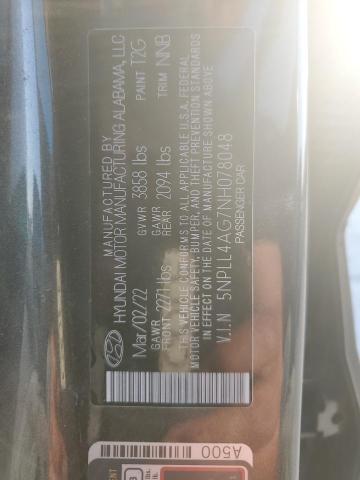 MANUFACTURED BY
HYUNDAI MOTOR MANUFACTURING ALABAMA, LLC
Mar/02/22 GVWR 3858 lbs PAINT T2G
GAWR FRONT 2271 lbs GAWR REAR 2094 lbs TRIM NNB
THIS VEHICLE CONFORMS TO ALL APPLICABLE U.S.A. FEDERAL
MOTOR VEHICLE SAFETY, BUMPER, AND THEFT PREVENTION STANDARDS
IN EFFECT ON THE DATE OF MANUFACTURE SHOWN ABOVE
V.I.N 5NPLL4AG7NH078048
PASSENGER CAR
A500
lbs.